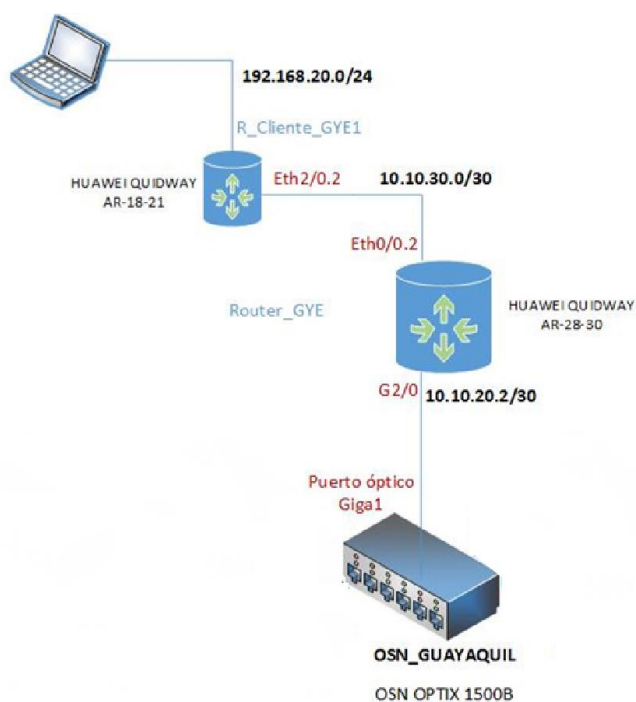 192.168.20.0/24
R_Cliente_GYE1
HUAWEI QUIDWAY
AR-18-21
Eth2/0.2
10.10.30.0/30
Eth0/0.2
Router_GYE
HUAWEI QUIDWAY
AR-28-30
G2/0
10.10.20.2/30
Puerto óptico
Giga1
OSN_GUAYAQUIL
OSN OPTIX 1500B